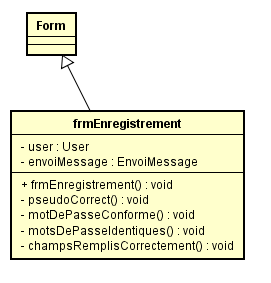 Form
frmEnregistrement
- user : User
- envoiMessage : EnvoiMessage
+ frmEnregistrement() : void
- pseudoCorrect() : void
- motDePasseConforme() : void
- motsDePasseIdentiques() : void
- champsRemplisCorrectement() : void